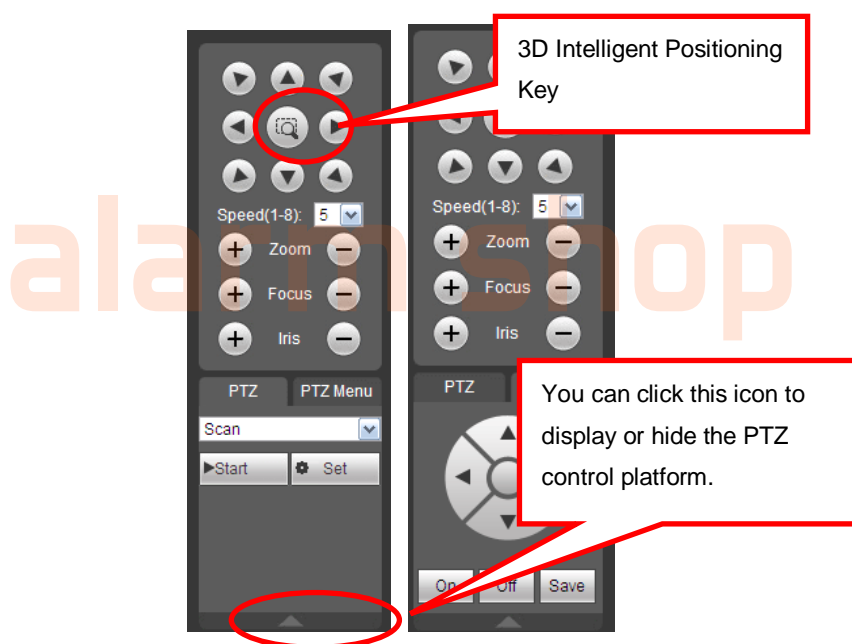 3D Intelligent Positioning
Key
Speed(1-8): 5
Zoom
Focus
Iris
PTZ PTZ Menu
Scan
Start Set
Speed(1-8): 5
Zoom
Focus
Iris
PTZ
You can click this icon to
display or hide the PTZ
control platform.
On Off Save
alarm shop